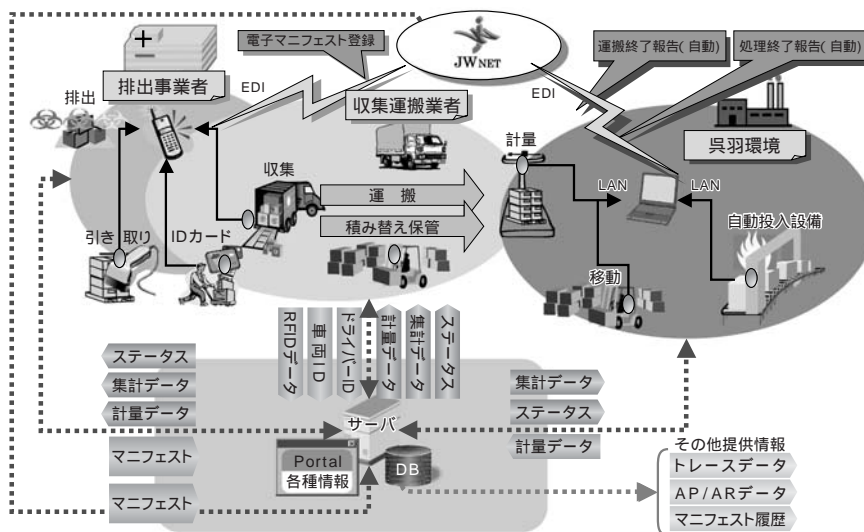 電子マニフェスト登録
JWNET
運搬終了報告(自動)
処理終了報告(自動)
排出事業者
排出
EDI
収集運搬業者
EDI
計量
呉羽環境
収集
運 搬
LAN
LAN
引き取り
IDカード
積み替え保管
移動
自動投入設備
RFIDデータ
車両ID
ドライバーID
計量データ
集計データ
ステータス
ステータス
集計データ
計量データ
マニフェスト
マニフェスト
サーバ
Portal
各種情報
DB
集計データ
ステータス
計量データ
その他提供情報
トレースデータ
AP/ARデータ
マニフェスト履歴